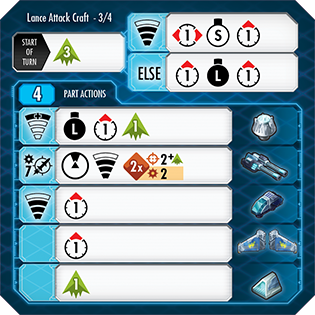 Lance Attack Craft - 3/4
START OF TURN
3
1 S 1
ELSE
1 L 1
4 PART ACTIONS
L 1 1
7 2x 2+
2
1
1
1